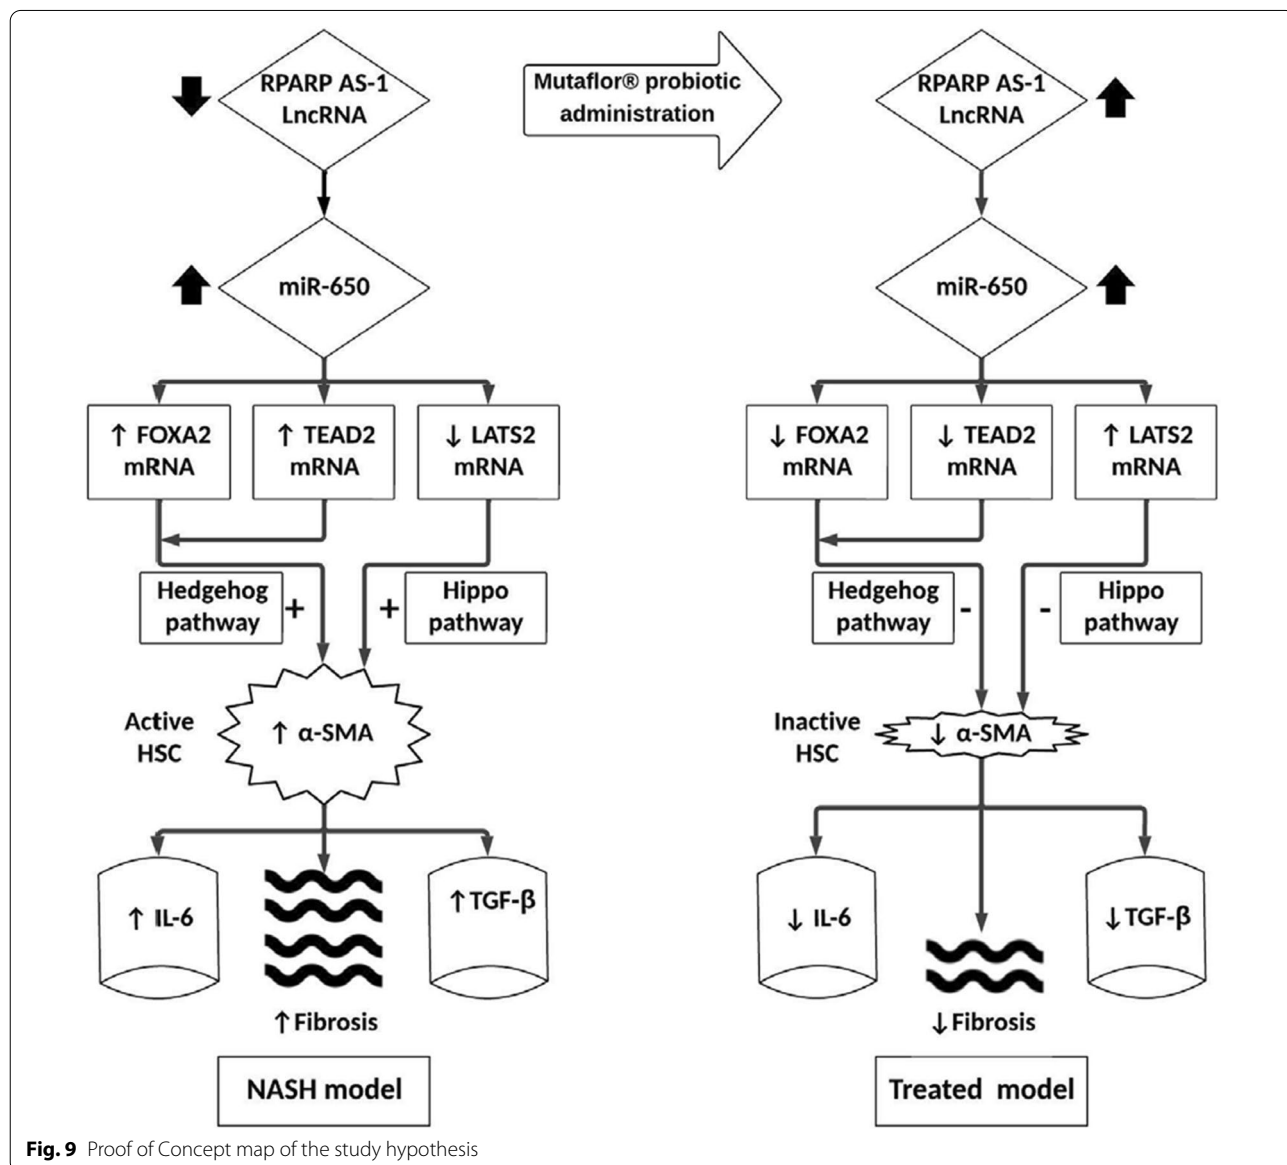 RPARP AS-1
LncRNA
Mutaflor® probiotic
administration
RPARP AS-1
LncRNA
miR-650
miR-650
↑ FOXA2
mRNA
↑ TEAD2
mRNA
↓ LATS2
mRNA
↓ FOXA2
mRNA
↓ TEAD2
mRNA
↑ LATS2
mRNA
Hedgehog
pathway
+
+
Hippo
pathway
Hedgehog
pathway
-
-
Hippo
pathway
Active
HSC
↑ α-SMA
Inactive
HSC
↓ α-SMA
↑ IL-6
↑TGF-β
↓ IL-6
↓TGF-β
↑Fibrosis
↓Fibrosis
NASH model
Treated model
Fig. 9 Proof of Concept map of the study hypothesis